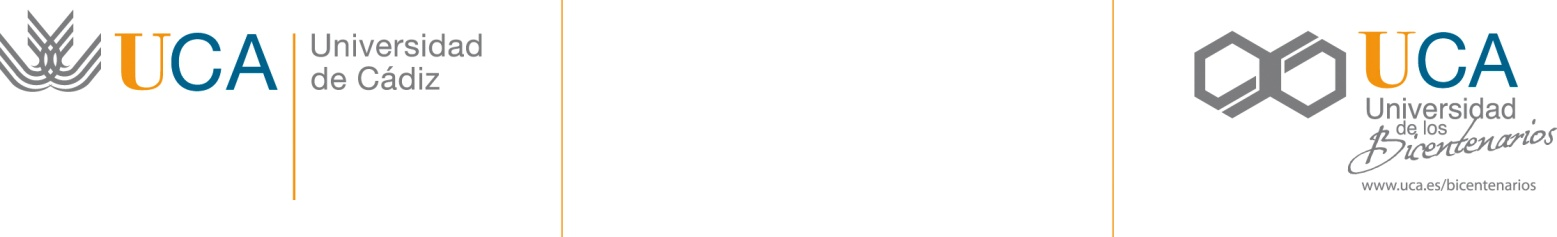 UCA
Universidad
de Cádiz
UCA
Universidad
de los
Bicentenarios
www.uca.es/bicentenarios